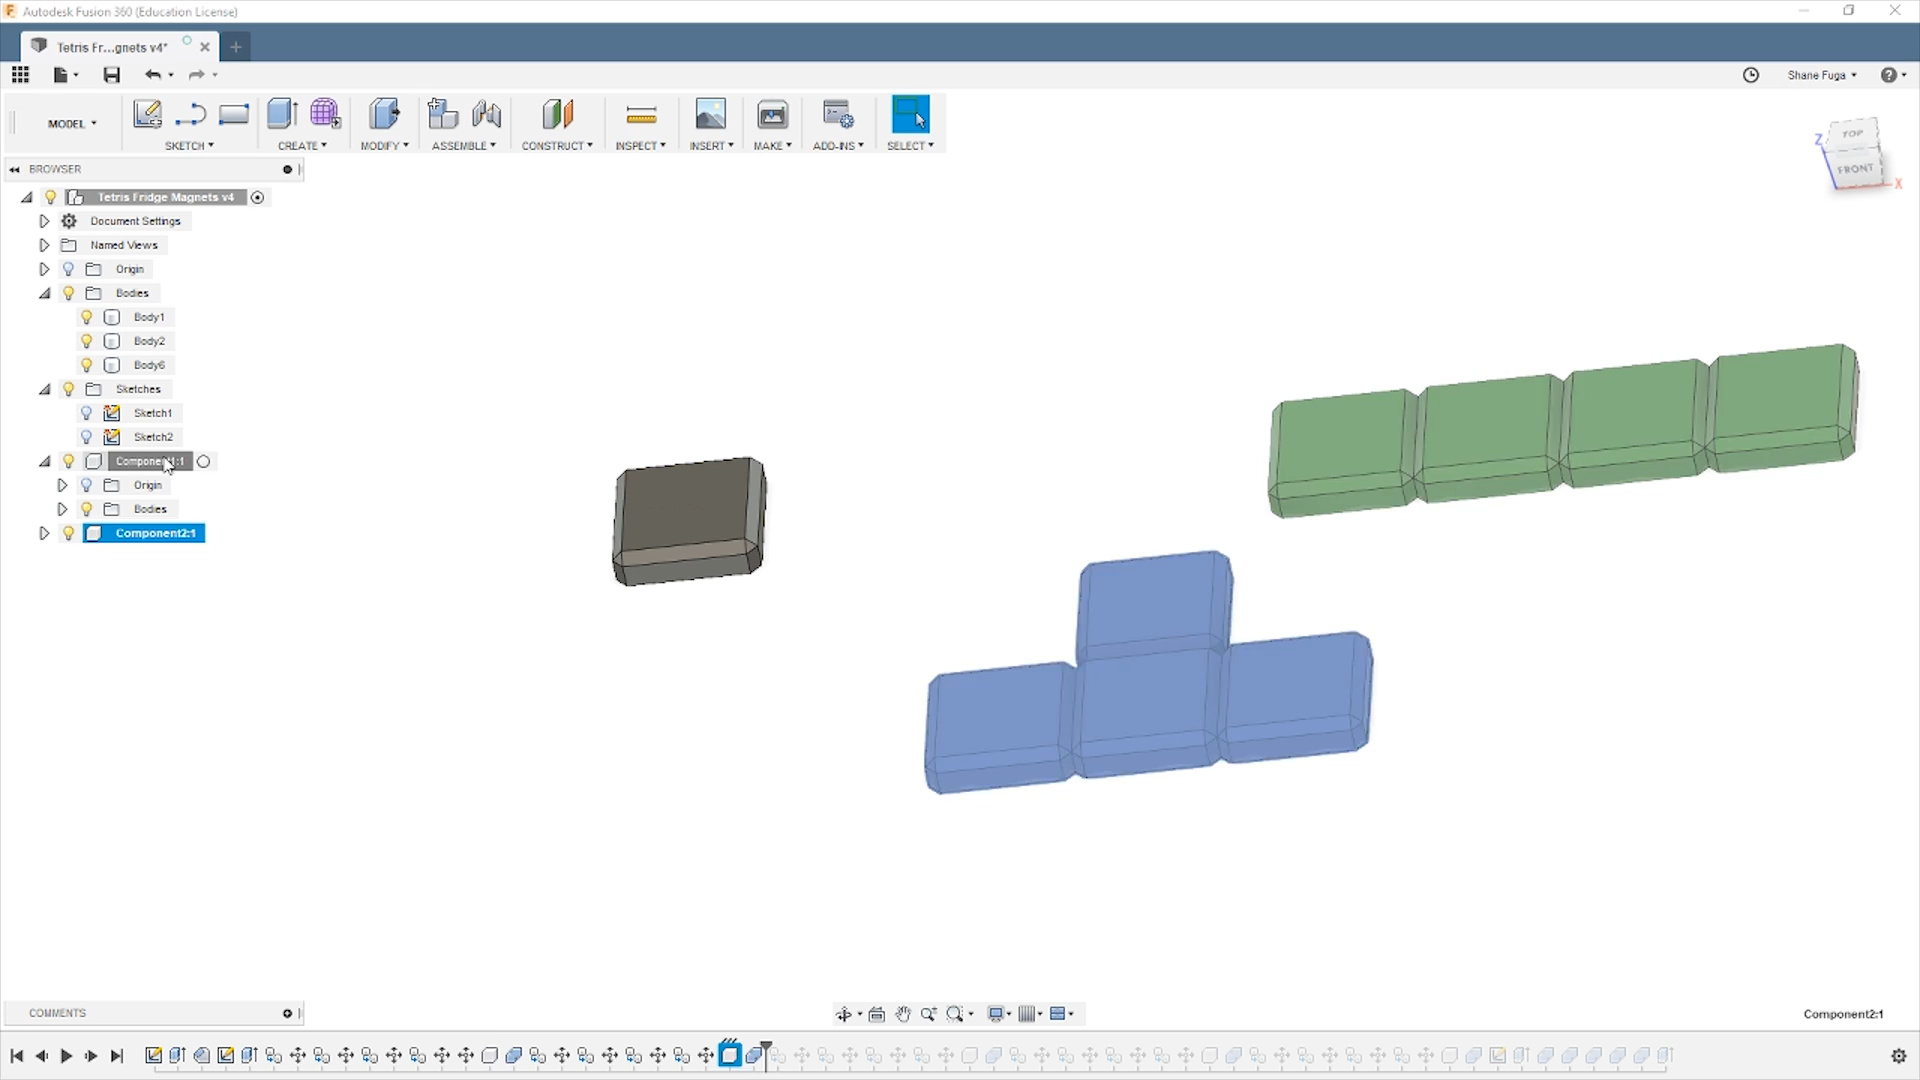 Autodesk Fusion 360 (Education License)
Tetris Fr...gnets v4*
Shane Fuga
MODEL
SKETCH
CREATE
MODIFY
ASSEMBLE
CONSTRUCT
INSPECT
INSERT
MAKE
ADD-INS
SELECT
BROWSER
TOP
Z
FRONT
X
Tetris Fridge Magnets v4
Document Settings
Named Views
Origin
Bodies
Body1
Body2
Body6
Sketches
Sketch1
Sketch2
Component1:1
Origin
Bodies
Component2:1
COMMENTS
Component2:1